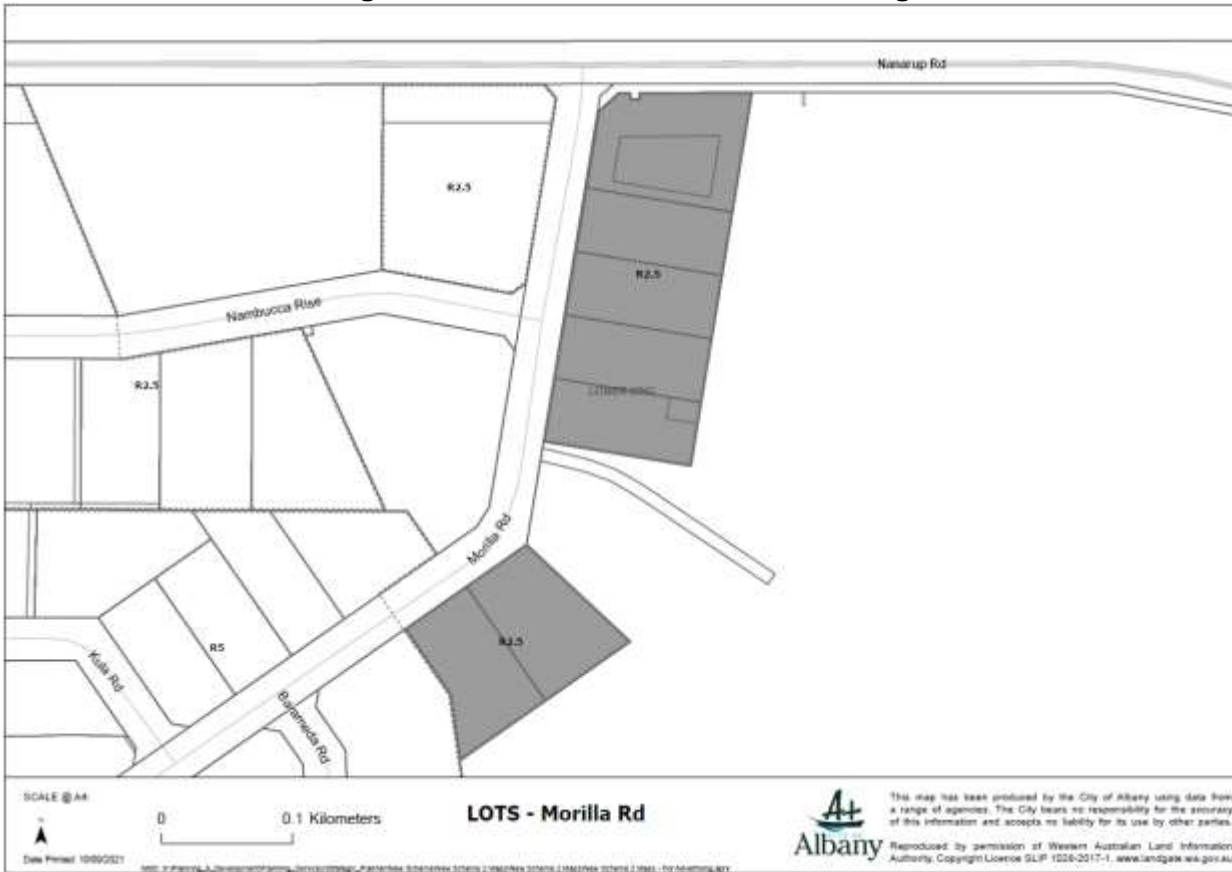 Nanarup Rd
R2.5
R2.5
Nambucca Rise
R2.5
Morilla Rd
R2.5
R5
Kula Rd
Barameda Rd
SCALE @ A4
0 0.1 Kilometers
LOTS - Morilla Rd
Albany
This map has been produced by the City of Albany using data from
a range of agencies. The City bears no responsibility for the accuracy
of this information and accepts no liability for its use by other parties.
Reproduced by permission of Western Australian Land Information
Authority, Copyright Licence SLIP 1028-2017-1. www.landgate.wa.gov.au
Date Printed: